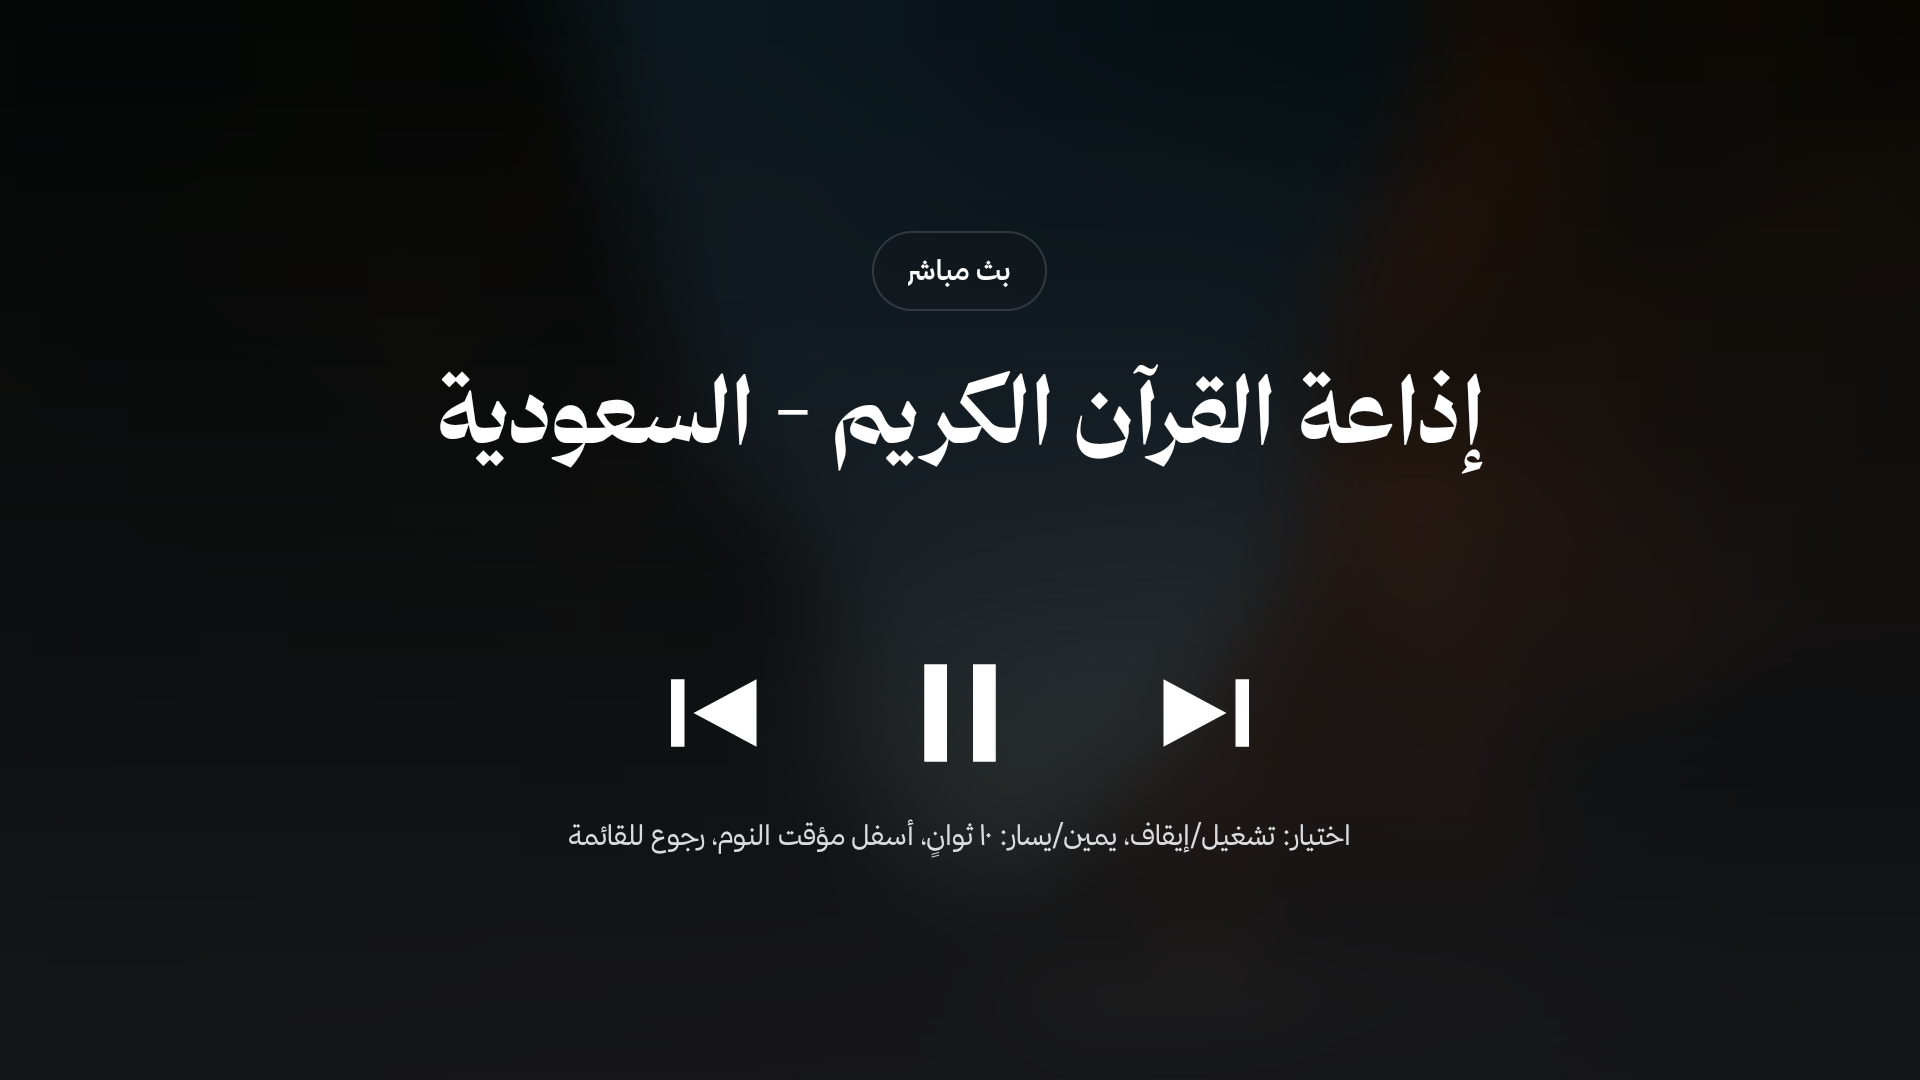 بث مباشر
إذاعة القرآن الكريم - السعودية
اختيار: تشغيل/إيقاف، يمين/يسار: ١٠ ثوانٍ، أسفل مؤقت النوم، رجوع للقائمة